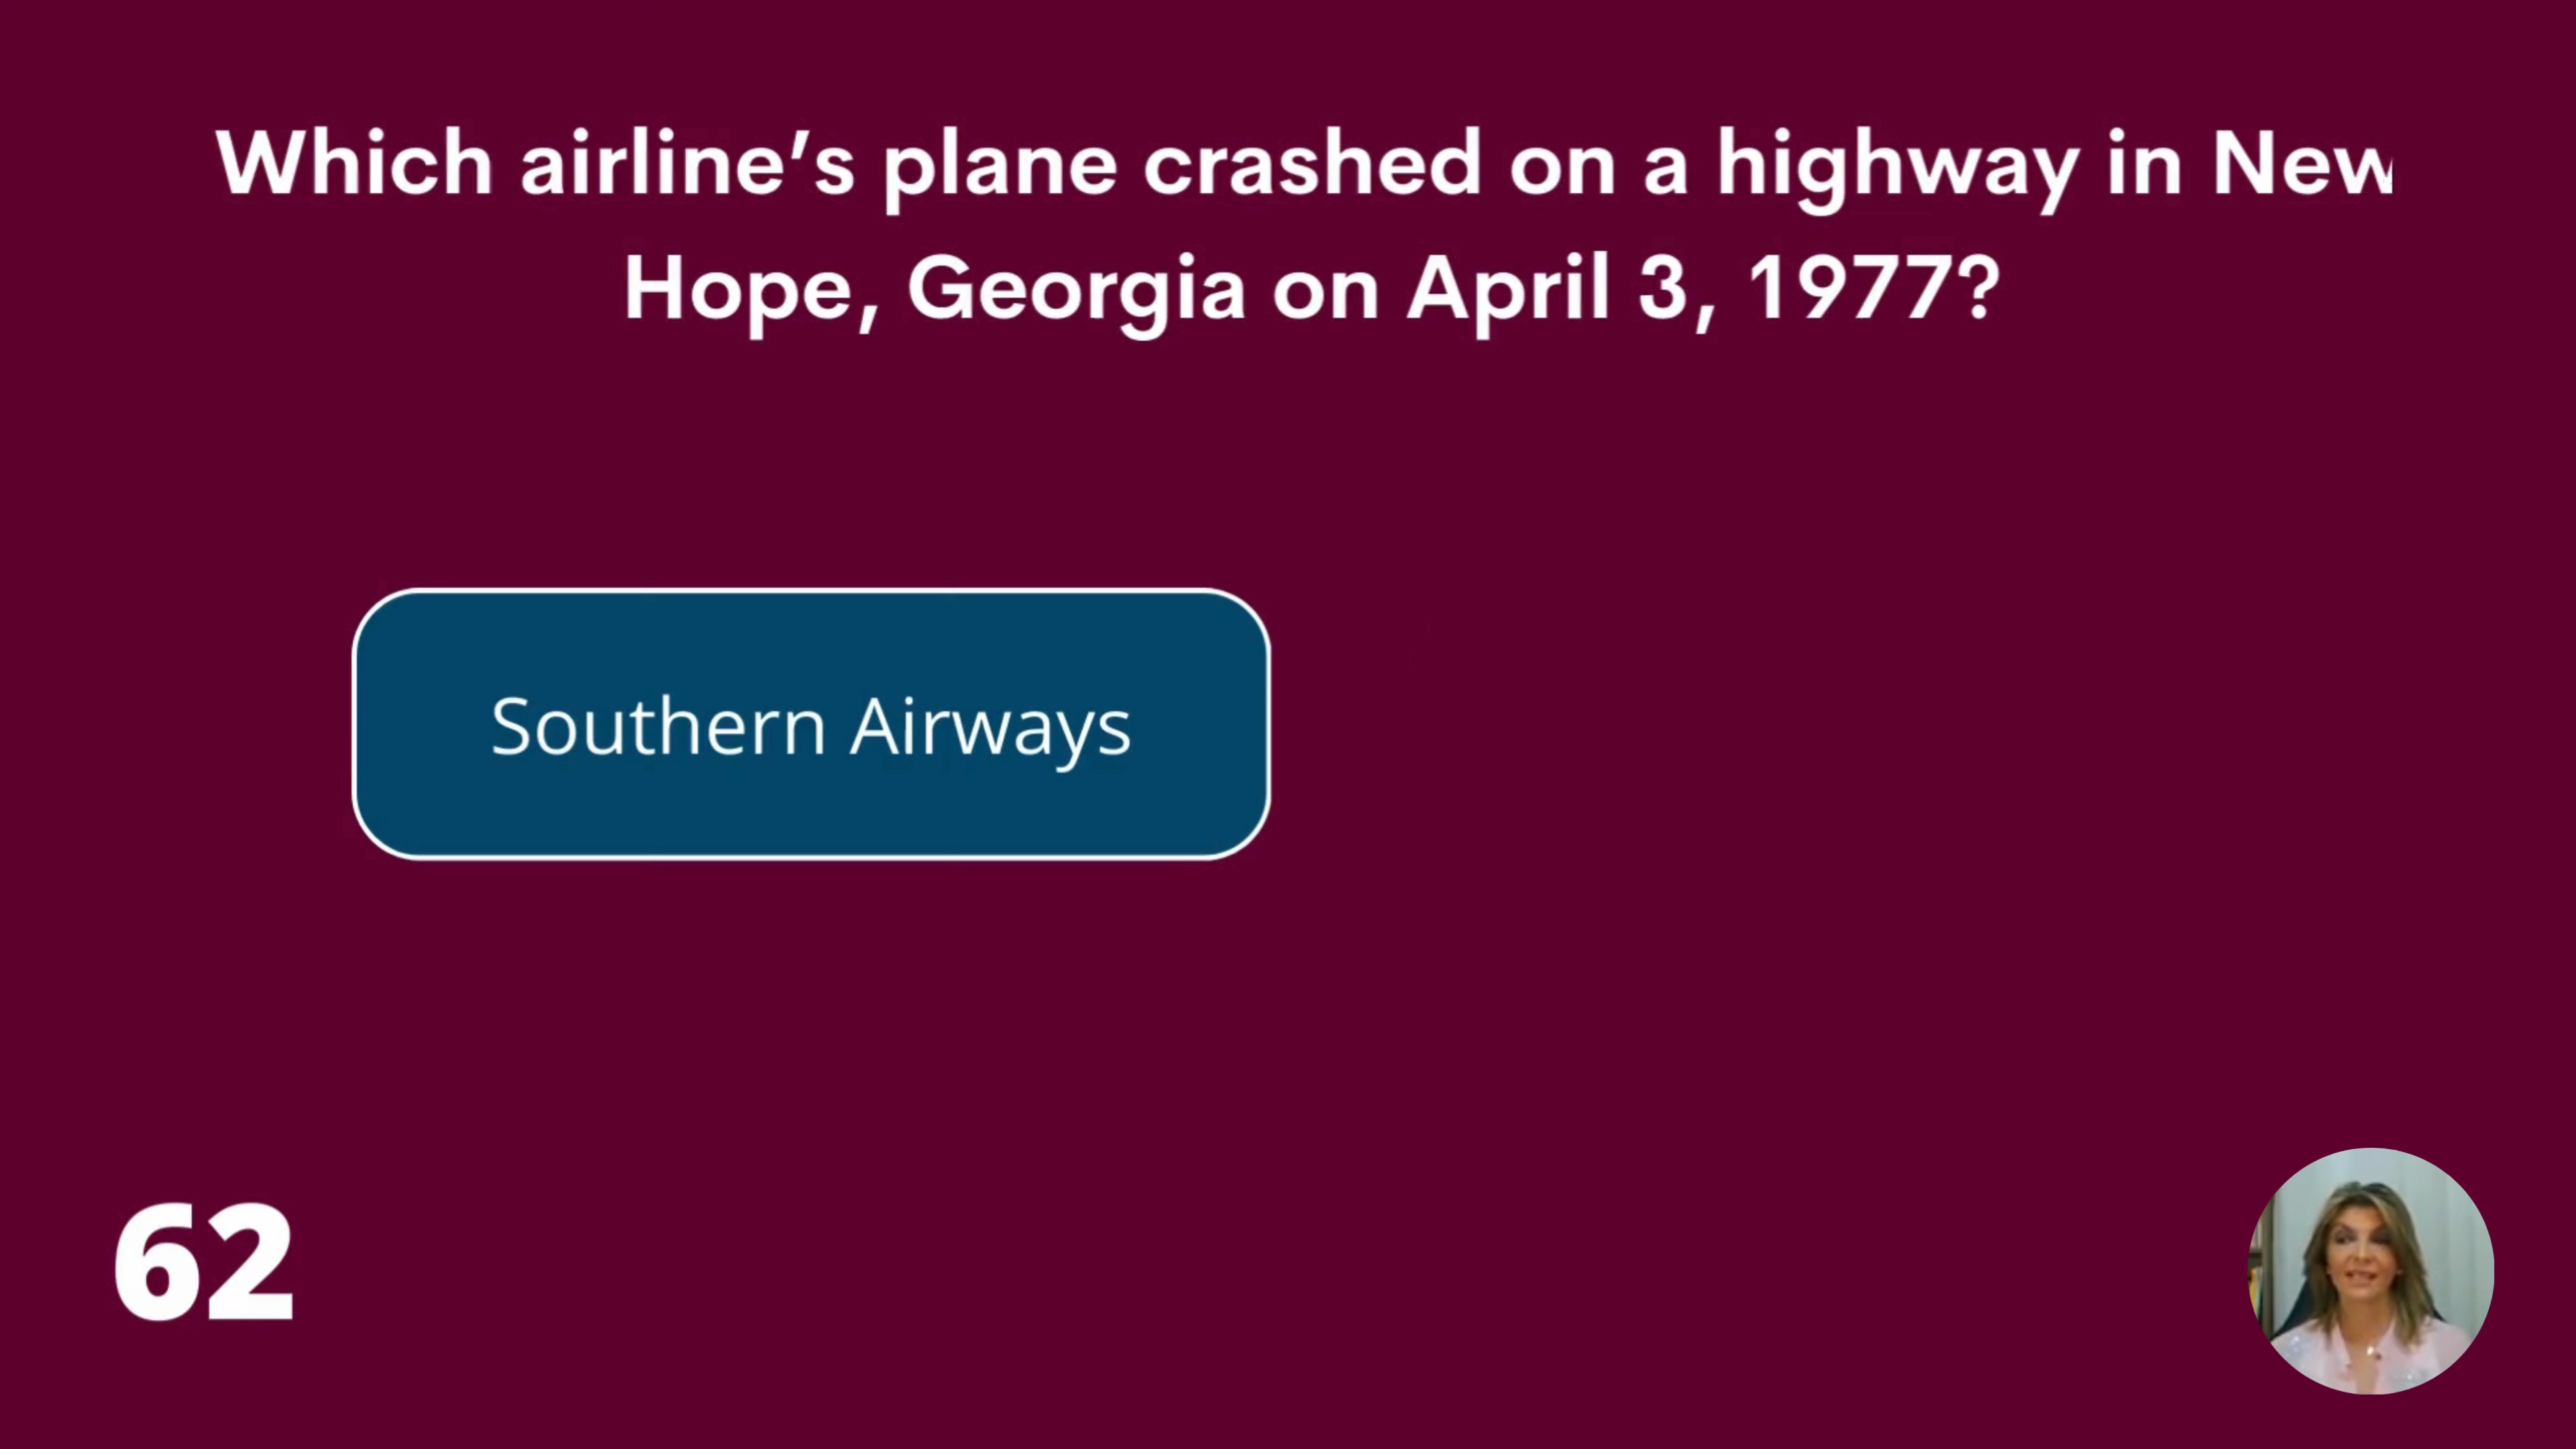 Which airline’s plane crashed on a highway in New
Hope, Georgia on April 3, 1977?
Southern Airways
62